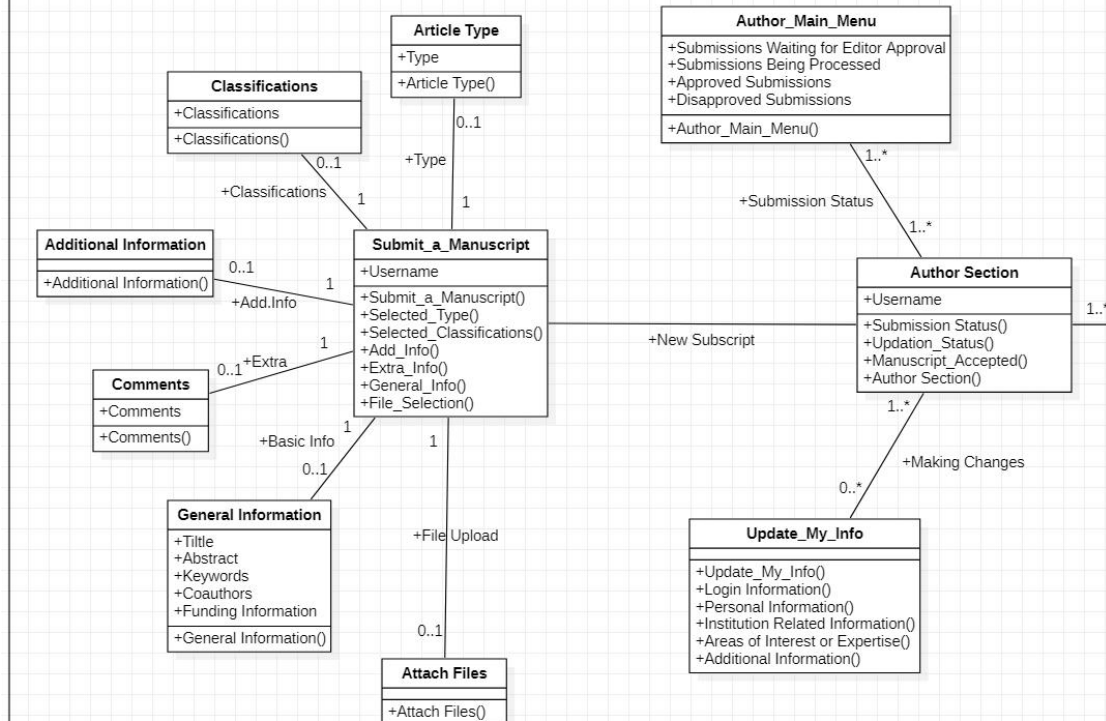 Article Type
+Type
+Article Type()
0..1
+Type
1
Author_Main_Menu
+Submissions Waiting for Editor Approval
+Submissions Being Processed
+Approved Submissions
+Disapproved Submissions
+Author_Main_Menu()
1..*
+Submission Status
1..*
Classifications
+Classifications
+Classifications()
0..1
+Classifications
1
Additional Information
+Additional Information()
0..1
1
+Add.Info
Submit_a_Manuscript
+Username
+Submit_a_Manuscript()
+Selected_Type()
+Selected_Classifications()
+Add_Info()
+Extra_Info()
+General_Info()
+File_Selection()
+New Subscript
Author Section
+Username
+Submission Status()
+Updation_Status()
+Manuscript_Accepted()
+Author Section()
1..*
1
+Extra
0..1
Comments
+Comments
+Comments()
1
+Basic Info
0..1
General Information
+Tiltle
+Abstract
+Keywords
+Coauthors
+Funding Information
+General Information()
1
+File Upload
0..1
Attach Files
+Attach Files()
1..*
+Making Changes
0..*
Update_My_Info
+Update_My_Info()
+Login Information()
+Personal Information()
+Institution Related Information()
+Areas of Interest or Expertise()
+Additional Information()